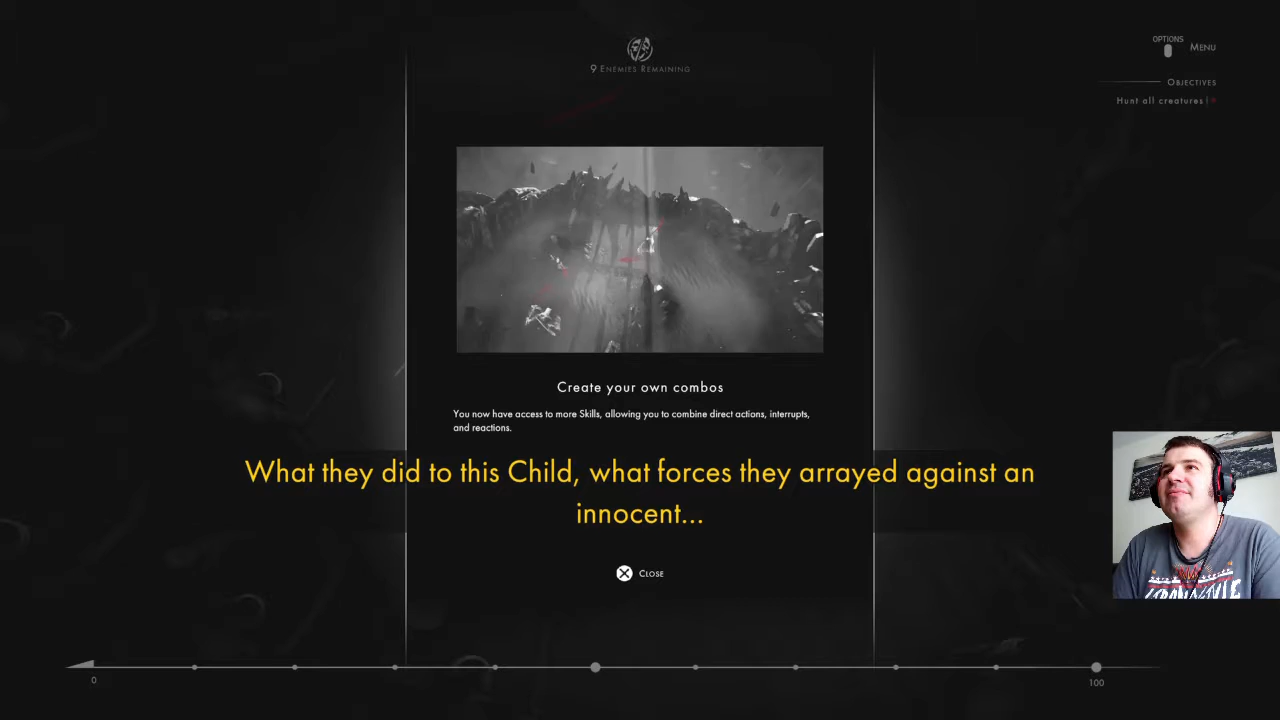 OPTIONS
MENU
9 ENEMIES REMAINING
OBJECTIVES
Hunt all creatures
Create your own combos
You now have access to more Skills, allowing you to combine direct actions, interrupts,
and reactions.
What they did to this Child, what forces they arrayed against an
innocent...
CLOSE
0
100